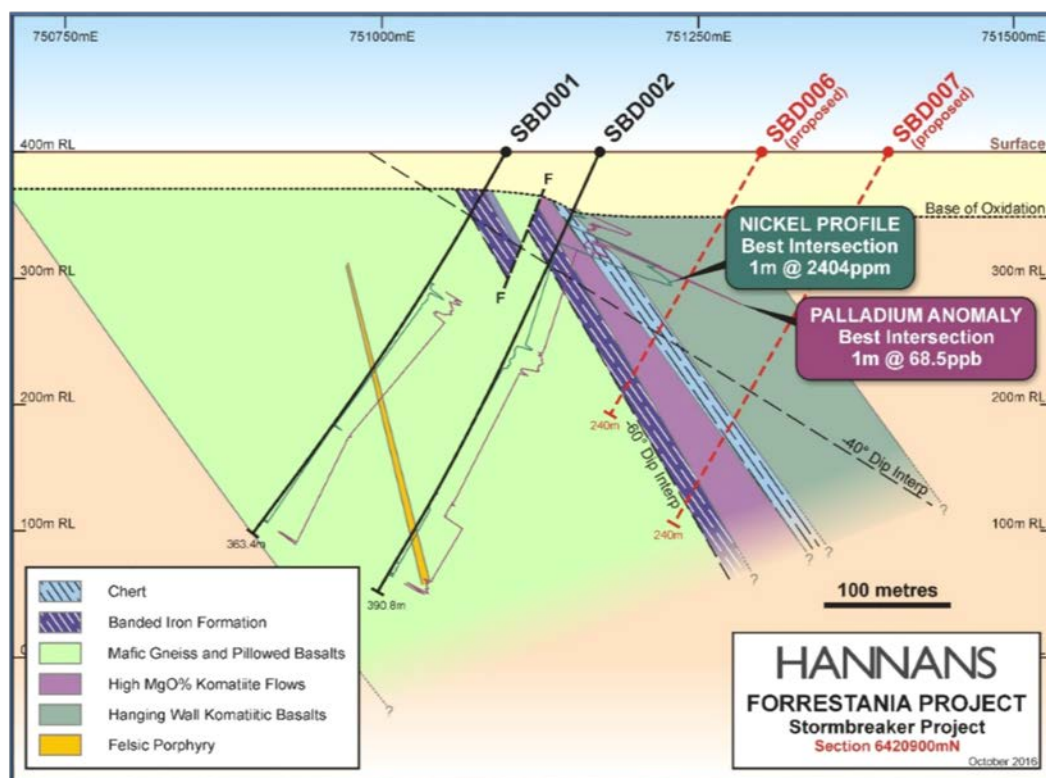 750750mE
751000mE
751250mE
751500mE
SBD001
SBD002
SBD006
(proposed)
SBD007
(proposed)
400m RL
Surface
F
Base of Oxidation
NICKEL PROFILE
Best Intersection
1m @ 2404ppm
300m RL
300m RL
F
PALLADIUM ANOMALY
Best Intersection
1m @ 68.5ppb
200m RL
200m RL
240m
-60° Dip Interp
-40° Dip Interp
?
100m RL
100m RL
240m
363.4m
?
?
?
?
390.8m
100 metres
Chert
Banded Iron Formation
Mafic Gneiss and Pillowed Basalts
High MgO% Komatiite Flows
Hanging Wall Komatiitic Basalts
Felsic Porphyry
?
HANNANS
FORRESTANIA PROJECT
Stormbreaker Project
Section 6420900mN
October 2016